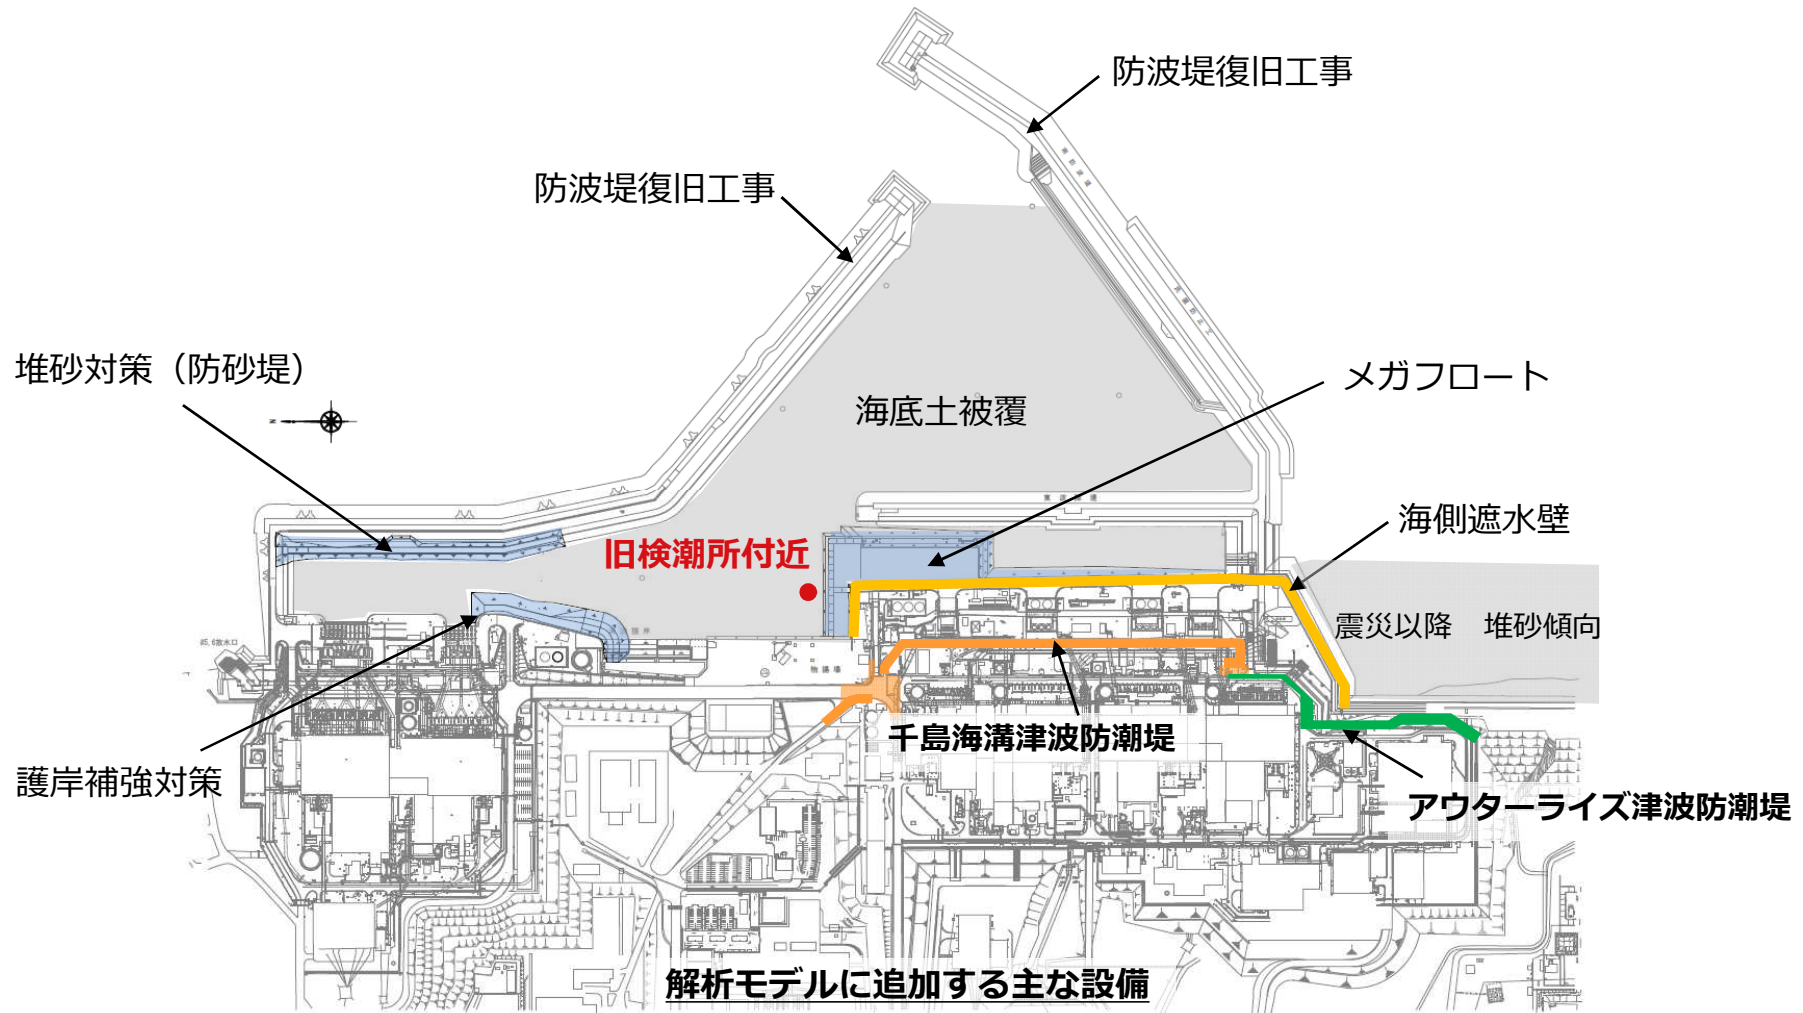 防波堤復旧工事
防波堤復旧工事
堆砂対策（防砂堤）
メガフロート
海底土被覆
N
海側遮水壁
旧検潮所付近
震災以降　堆砂傾向
物揚場
千島海溝津波防潮堤
護岸補強対策
アウターライズ津波防潮堤
解析モデルに追加する主な設備